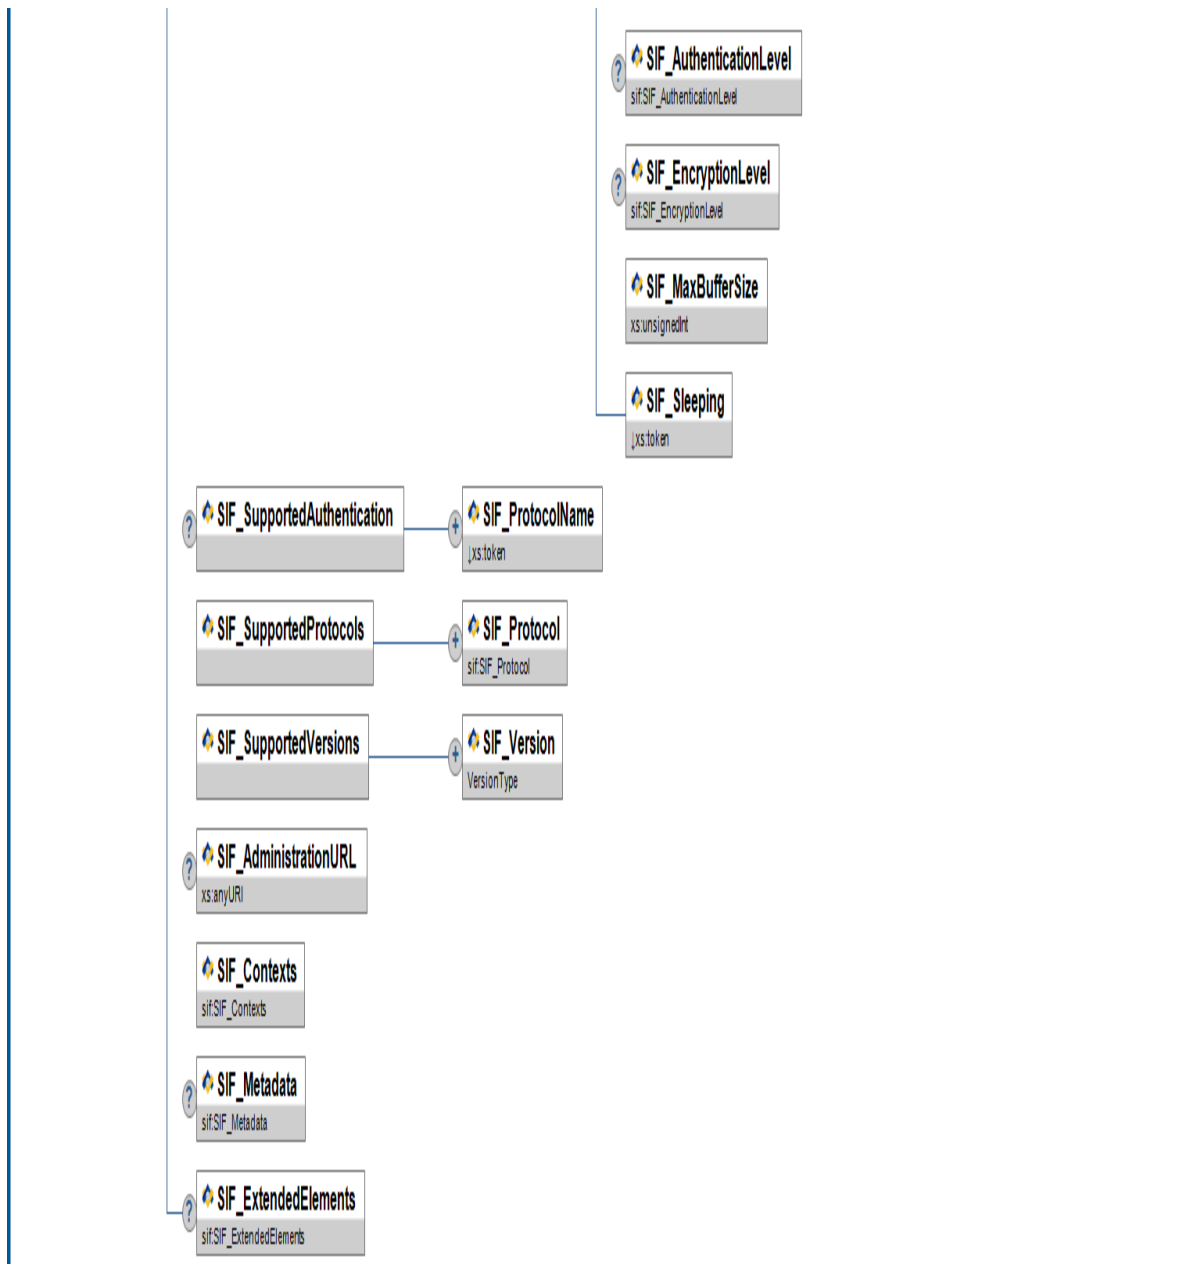 SIF_AuthenticationLevel
sif:SIF_AuthenticationLevel
?
SIF_EncryptionLevel
sif:SIF_EncryptionLevel
?
SIF_MaxBufferSize
xs:unsignedInt
SIF_Sleeping
↓xs:token
?
SIF_SupportedAuthentication
+
SIF_ProtocolName
↓xs:token
SIF_SupportedProtocols
+
SIF_Protocol
sif:SIF_Protocol
SIF_SupportedVersions
+
SIF_Version
VersionType
?
SIF_AdministrationURL
xs:anyURI
SIF_Contexts
sif:SIF_Contexts
?
SIF_Metadata
sif:SIF_Metadata
?
SIF_ExtendedElements
sif:SIF_ExtendedElements